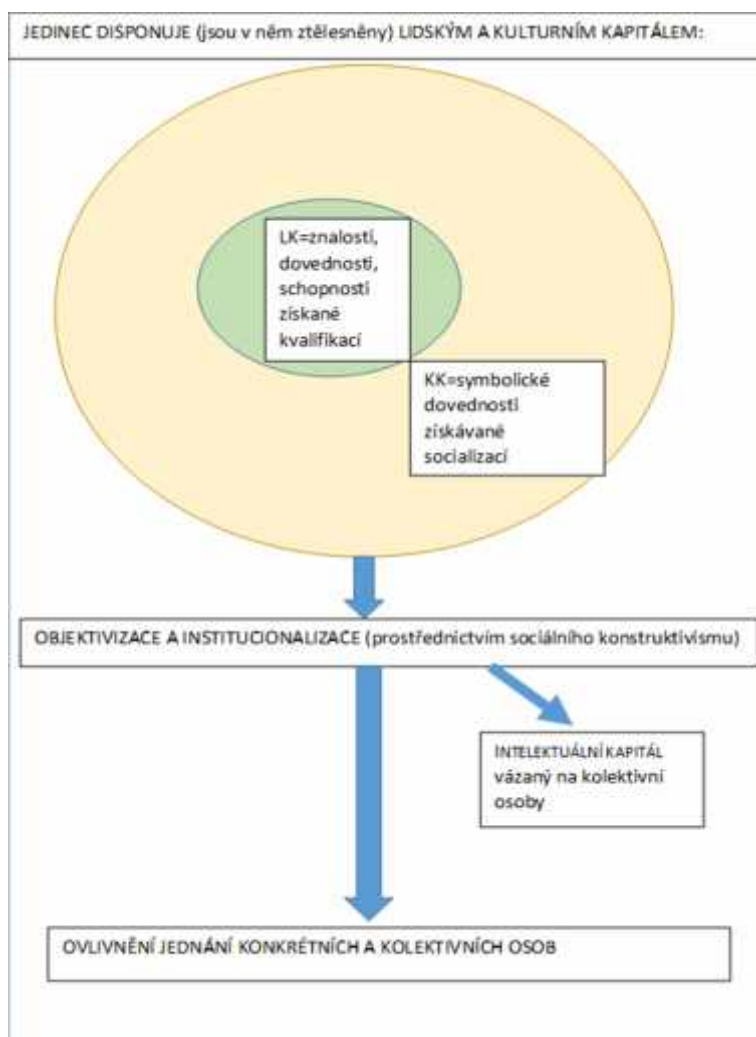 JEDINEC DISPONUJE (jsou v něm ztělesněny) LIDSKÝM A KULTURNÍM KAPITÁLEM:
LK=znalosti,
dovednosti,
schopnosti
získané
kvalifikací
KK=symbolické
dovednosti
získávané
socializací
OBJEKTIVIZACE A INSTITUCIONALIZACE (prostřednictvím sociálního konstruktivismu)
INTELEKTUÁLNÍ KAPITÁL
vázaný na kolektivní
osoby
OVLIVNĚNÍ JEDNÁNÍ KONKRÉTNÍCH A KOLEKTIVNÍCH OSOB